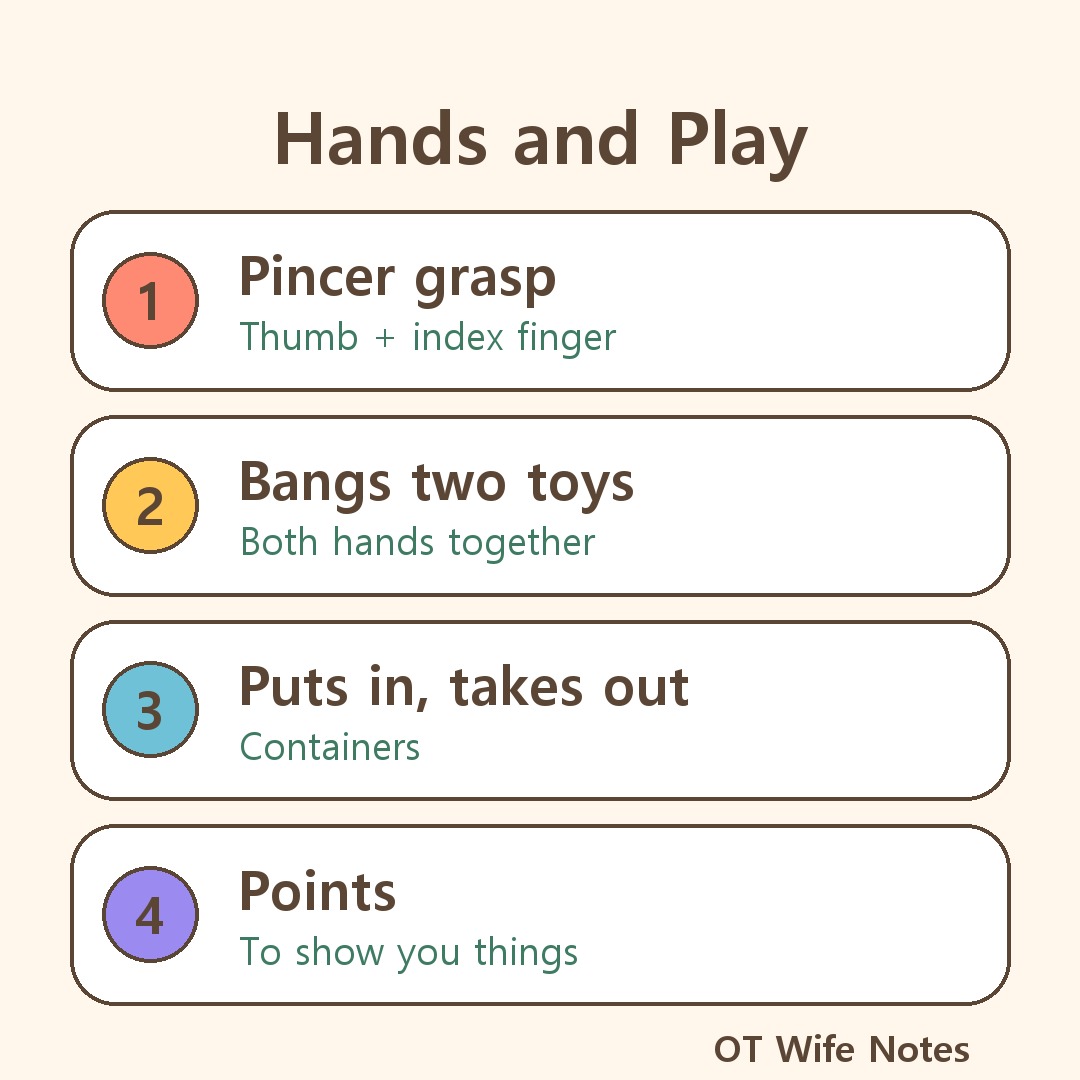 Hands and Play
1
Pincer grasp
Thumb + index finger
2
Bangs two toys
Both hands together
3
Puts in, takes out
Containers
4
Points
To show you things
OT Wife Notes